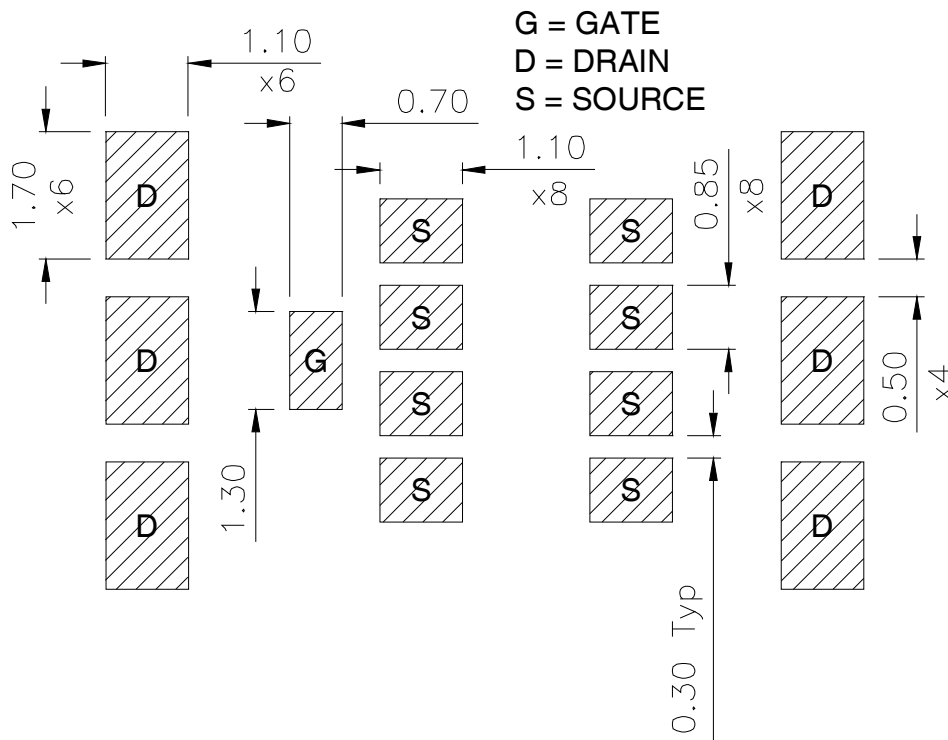 G = GATE
D = DRAIN
S = SOURCE
1.10
x6
0.70
1.10
x8
0.85
x8
1.70
x6
D
D
S
S
S
S
0.50
x4
D
G
D
S
S
1.30
S
S
D
D
0.30 Typ